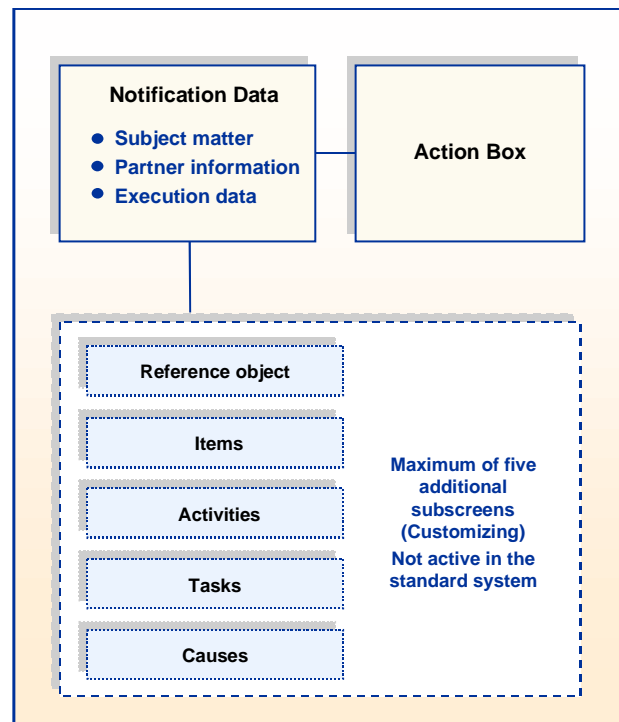 Notification Data
Subject matter
Partner information
Execution data
Action Box
Reference object
Items
Activities
Tasks
Causes
Maximum of five
additional
subscreens
(Customizing)
Not active in the
standard system